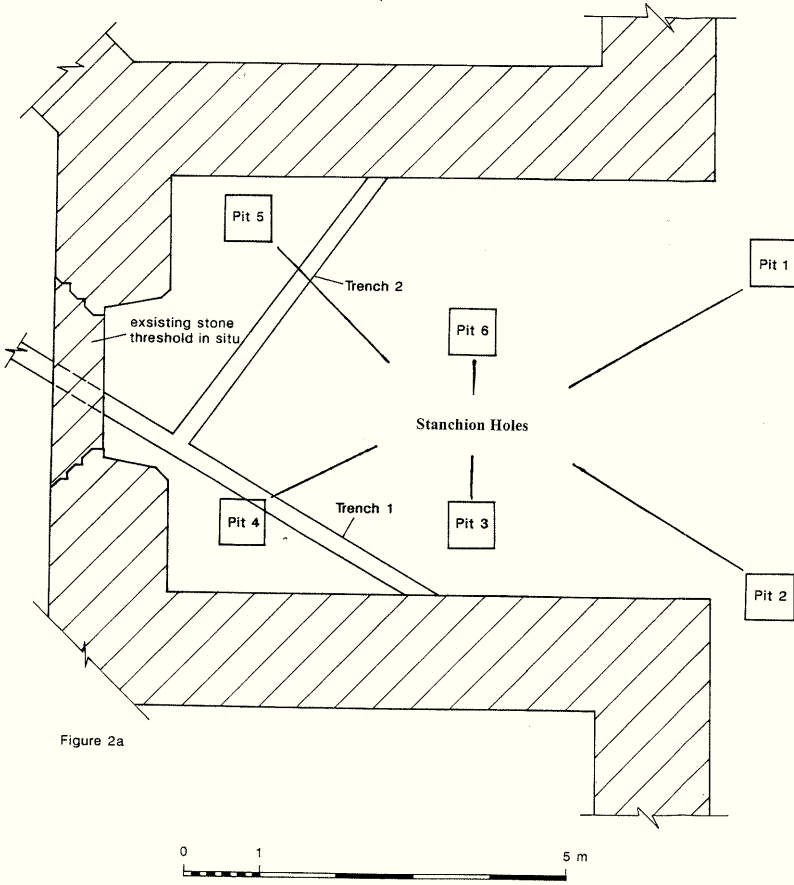 Pit 5
Pit 1
Trench 2
exsisting stone
threshold in situ
Pit 6
Stanchion Holes
Trench 1
Pit 4
Pit 3
Pit 2
Figure 2a
0 1 5 m